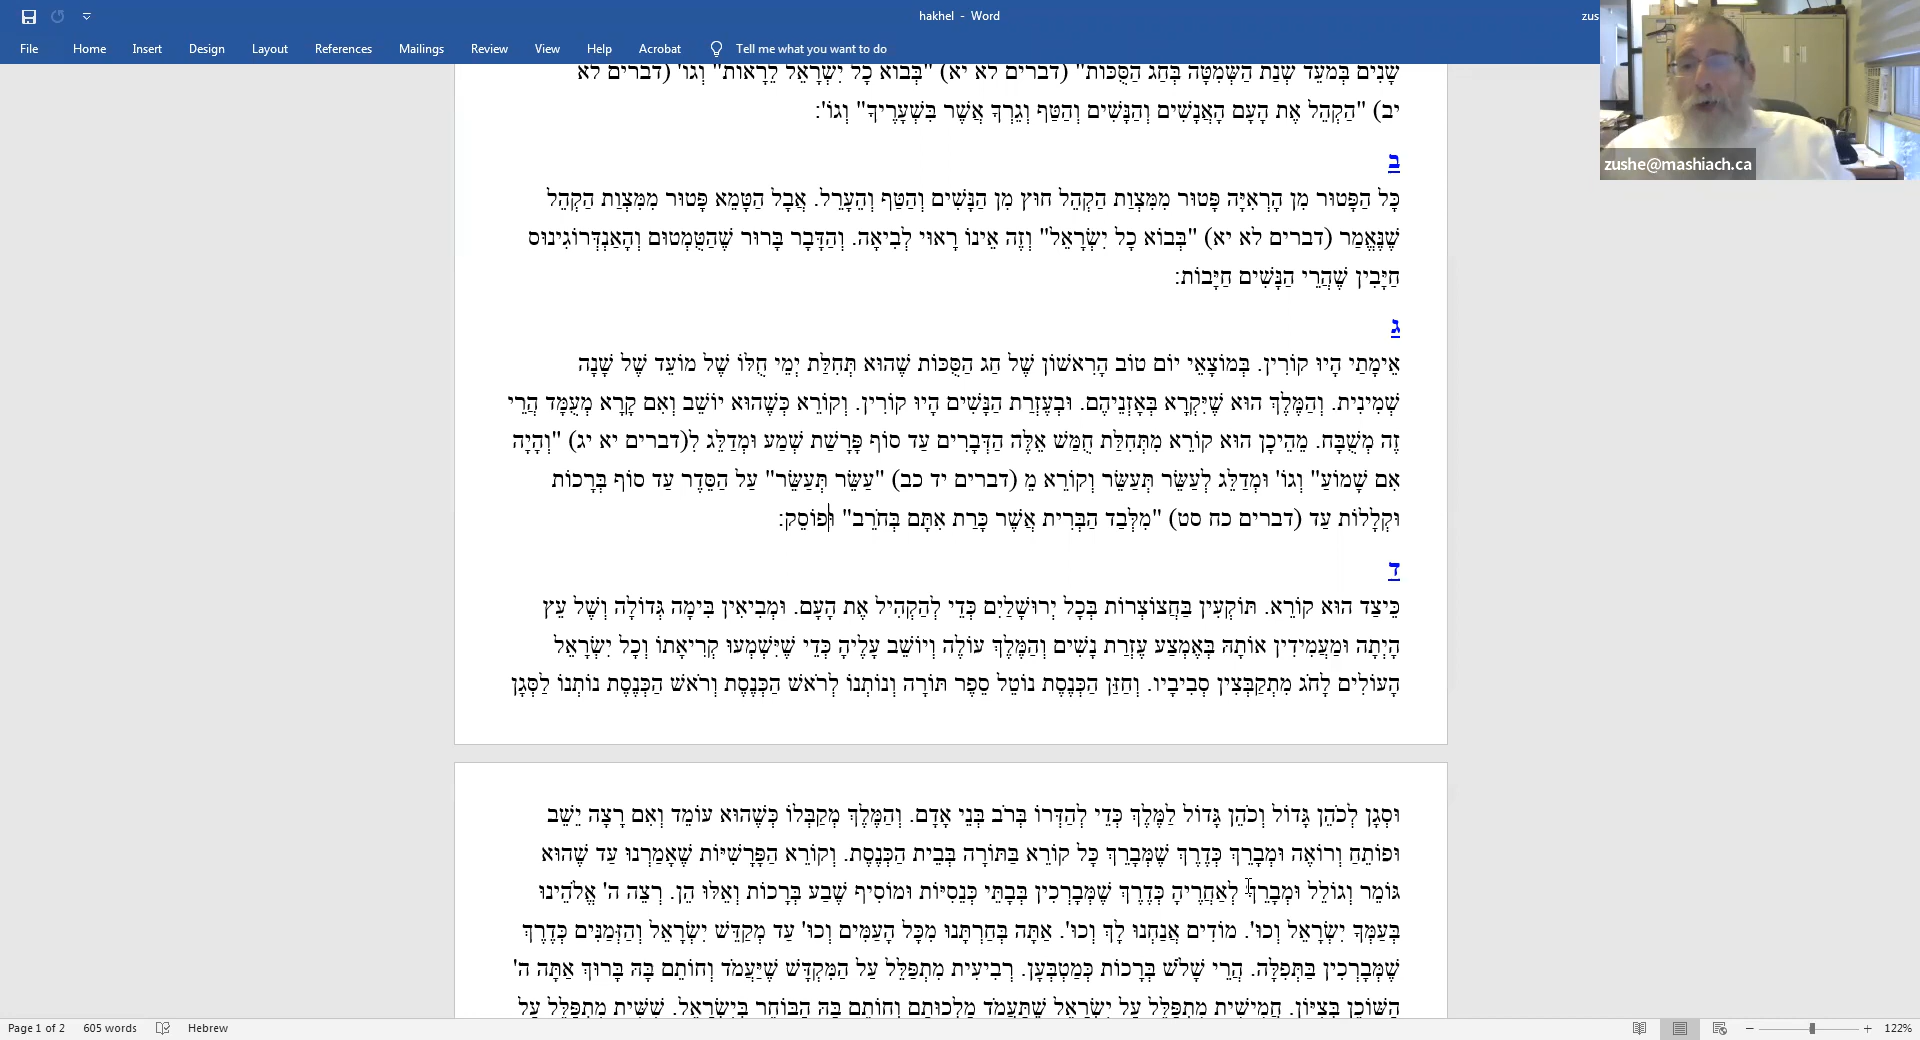 hakhel - Word
zus
File Home Insert Design Layout References Mailings Review View Help Acrobat Tell me what you want to do
zushe@mashiach.ca
שָׁנִים בְּמֹעֵד שְׁנַת הַשְּׁמִטָּה בְּחַג הַסֻּכּוֹת" (דברים לא יא) "בְּבוֹא כָל יִשְׂרָאֵל לֵרָאוֹת" וְגוֹ' (דברים לא
יב) "הַקְהֵל אֶת הָעָם הָאֲנָשִׁים וְהַנָּשִׁים וְהַטַּף וְגֵרְךָ אֲשֶׁר בִּשְׁעָרֶיךָ" וְגוֹ':
ב
כָּל הַפָּטוּר מִן הָרְאִיָּה פָּטוּר מִמִּצְוַת הַקְהֵל חוּץ מִן הַנָּשִׁים וְהַטַּף וְהֶעָרֵל. אֲבָל הַטָּמֵא פָּטוּר מִמִּצְוַת הַקְהֵל
שֶׁנֶּאֱמַר (דברים לא יא) "בְּבוֹא כָל יִשְׂרָאֵל" וְזֶה אֵינוֹ רָאוּי לְבִיאָה. וְהַדָּבָר בָּרוּר שֶׁהַטֻּמְטוּם וְהָאַנְדְּרוֹגִינוּס
חַיָּבִין שֶׁהֲרֵי הַנָּשִׁים חַיָּבוֹת:
ג
אֵימָתַי הָיוּ קוֹרִין. בְּמוֹצָאֵי יוֹם טוֹב הָרִאשׁוֹן שֶׁל חַג הַסֻּכּוֹת שֶׁהוּא תְּחִלַּת יְמֵי חֻלּוֹ שֶׁל מוֹעֵד שֶׁל שָׁנָה
שְׁמִינִית. וְהַמֶּלֶךְ הוּא שֶׁיִּקְרָא בְּאָזְנֵיהֶם. וּבְעֶזְרַת הַנָּשִׁים הָיוּ קוֹרִין. וְקוֹרֵא כְּשֶׁהוּא יוֹשֵׁב וְאִם קָרָא מְעֻמָּד הֲרֵי
זֶה מְשֻׁבָּח. מֵהֵיכָן הוּא קוֹרֵא מִתְּחִלַּת חֻמַּשׁ אֵלֶּה הַדְּבָרִים עַד סוֹף פָּרָשַׁת שְׁמַע וּמְדַלֵּג לִ(דברים יא יג) "וְהָיָה
אִם שָׁמוֹעַ" וְגוֹ' וּמְדַלֵּג לְעַשֵּׂר תְּעַשֵּׂר וְקוֹרֵא מֵ (דברים יד כב) "עַשֵּׂר תְּעַשֵּׂר" עַל הַסֵּדֶר עַד סוֹף בְּרָכוֹת
וּקְלָלוֹת עַד (דברים כח סט) "מִלְּבַד הַבְּרִית אֲשֶׁר כָּרַת אִתָּם בְּחֹרֵב" וּפוֹסֵק:
ד
כֵּיצַד הוּא קוֹרֵא. תּוֹקְעִין בַּחֲצוֹצְרוֹת בְּכָל יְרוּשָׁלַיִם כְּדֵי לְהַקְהִיל אֶת הָעָם. וּמְבִיאִין בִּימָה גְּדוֹלָה וְשֶׁל עֵץ
הָיְתָה וּמַעֲמִידִין אוֹתָהּ בְּאֶמְצַע עֶזְרַת נָשִׁים וְהַמֶּלֶךְ עוֹלֶה וְיוֹשֵׁב עָלֶיהָ כְּדֵי שֶׁיִּשְׁמְעוּ קְרִיאָתוֹ וְכָל יִשְׂרָאֵל
הָעוֹלִים לָחֹג מִתְקַבְּצִין סְבִיבָיו. וְחַזַּן הַכְּנֶסֶת נוֹטֵל סֵפֶר תּוֹרָה וְנוֹתְנוֹ לְרֹאשׁ הַכְּנֶסֶת וְרֹאשׁ הַכְּנֶסֶת נוֹתְנוֹ לַסְּגָן
וּסְגָן לְכֹהֵן גָּדוֹל וְכֹהֵן גָּדוֹל לַמֶּלֶךְ כְּדֵי לְהַדְּרוֹ בְּרֹב בְּנֵי אָדָם. וְהַמֶּלֶךְ מְקַבְּלוֹ כְּשֶׁהוּא עוֹמֵד וְאִם רָצָה יֵשֵׁב
וּפוֹתֵחַ וְרוֹאֶה וּמְבָרֵךְ כְּדֶרֶךְ שֶׁמְּבָרֵךְ כָּל קוֹרֵא בַּתּוֹרָה בְּבֵית הַכְּנֶסֶת. וְקוֹרֵא הַפָּרָשִׁיּוֹת שֶׁאָמַרְנוּ עַד שֶׁהוּא
גּוֹמֵר וְגוֹלֵל וּמְבָרֵךְ לְאַחֲרֶיהָ כְּדֶרֶךְ שֶׁמְּבָרְכִין בְּבָתֵּי כְּנֵסִיּוֹת וּמוֹסִיף שֶׁבַע בְּרָכוֹת וְאֵלּוּ הֵן. רְצֵה ה' אֱלֹהֵינוּ
בְּעַמְּךָ יִשְׂרָאֵל וְכוּ'. מוֹדִים אֲנַחְנוּ לָךְ וְכוּ'. אַתָּה בְּחַרְתָּנוּ מִכָּל הָעַמִּים וְכוּ' עַד מְקַדֵּשׁ יִשְׂרָאֵל וְהַזְּמַנִּים כְּדֶרֶךְ
שֶׁמְּבָרְכִין בַּתְּפִלָּה. הֲרֵי שָׁלֹשׁ בְּרָכוֹת כְּמַטְבְּעָן. רְבִיעִית מִתְפַּלֵּל עַל הַמִּקְדָּשׁ שֶׁיַּעֲמֹד וְחוֹתֵם בָּהּ בָּרוּךְ אַתָּה ה'
הַשּׁוֹכֵן בְּצִיּוֹן. חֲמִישִׁית מִתְפַּלֵּל עַל יִשְׂרָאֵל שֶׁתַּעֲמֹד מַלְכוּתָם וְחוֹתֵם בָּהּ הַבּוֹחֵר בְּיִשְׂרָאֵל. שִׁשִּׁית מִתְפַּלֵּל עַל
Page 1 of 2 605 words Hebrew 122%